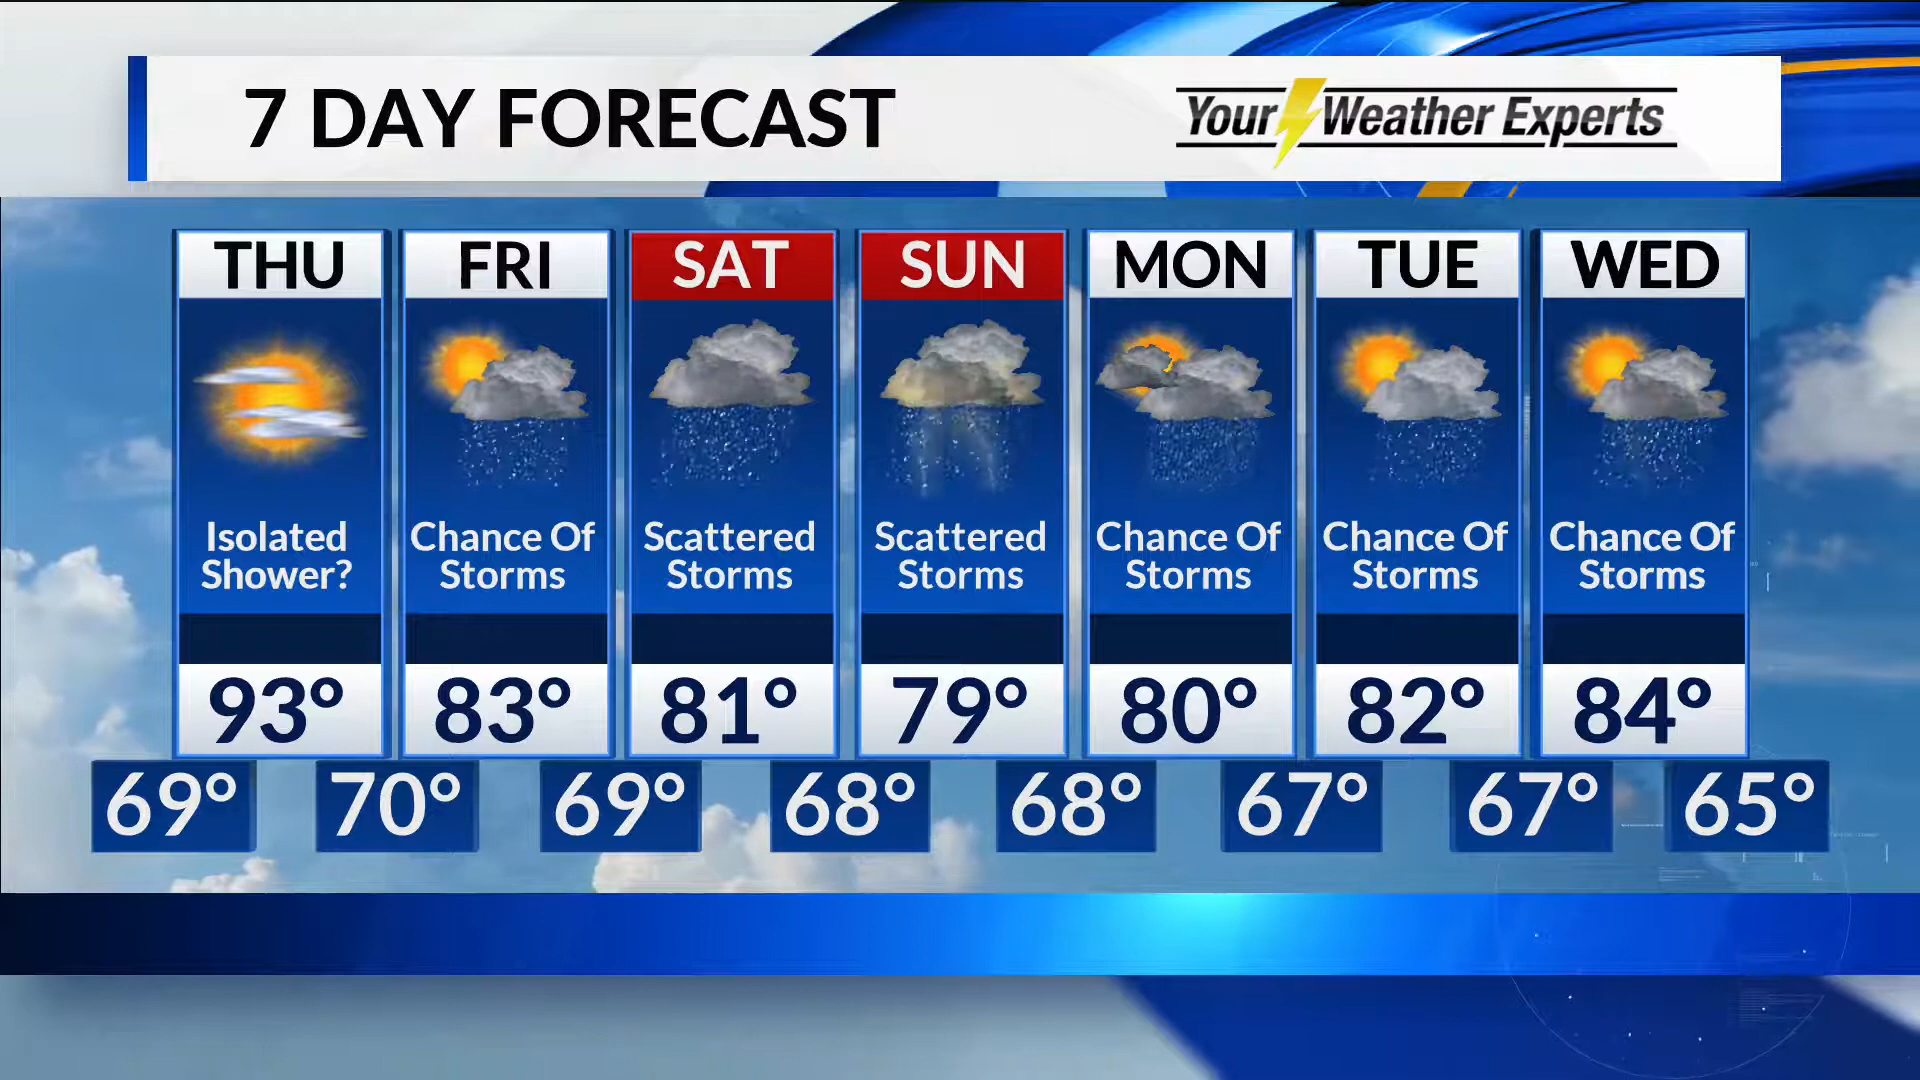 7 DAY FORECAST
Your Weather Experts
THU FRI SAT SUN MON TUE WED
Isolated Shower?
Chance Of Storms
Scattered Storms
Scattered Storms
Chance Of Storms
Chance Of Storms
Chance Of Storms
93° 83° 81° 79° 80° 82° 84°
69° 70° 69° 68° 68° 67° 67° 65°